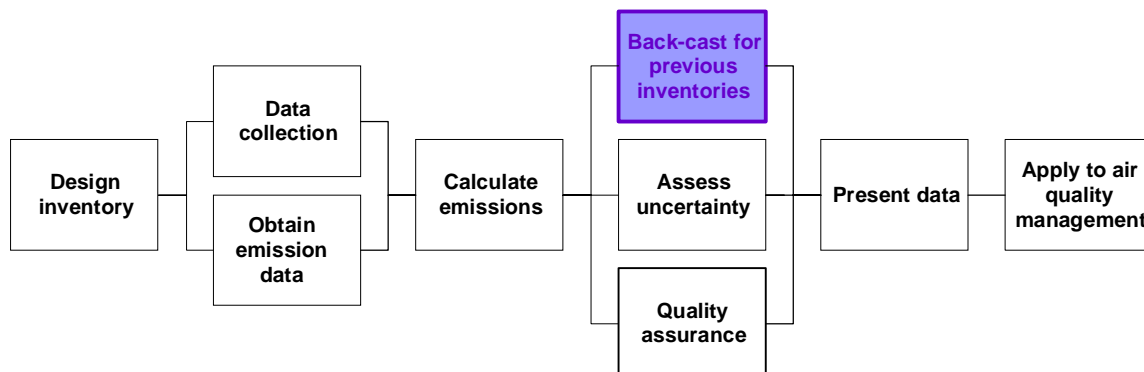 Design
inventory
Data
collection
Obtain
emission
data
Calculate
emissions
Back-cast for
previous
inventories
Assess
uncertainty
Quality
assurance
Present data
Apply to air
quality
management